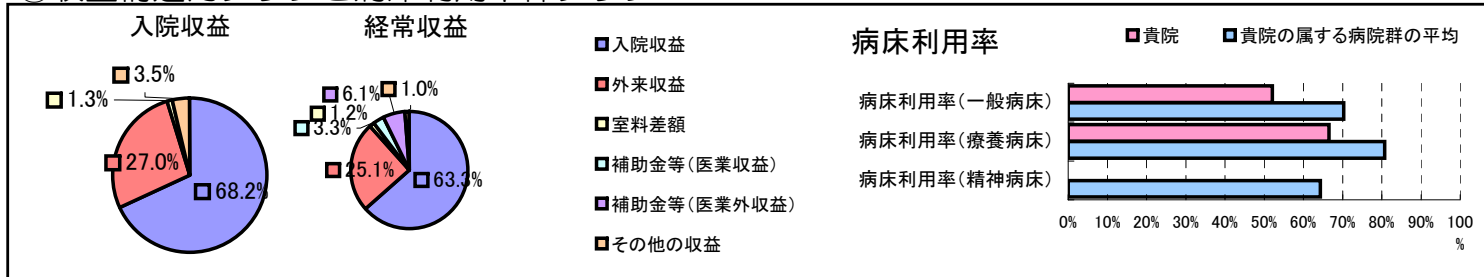 入院収益
3.5%
1.3%
27.0%
68.2%
経常収益
6.1%
1.0%
1.2%
3.3%
25.1%
63.3%
入院収益
外来収益
室料差額
補助金等(医業収益)
補助金等(医業外収益)
その他の収益
病床利用率
貴院
貴院の属する病院群の平均
病床利用率(一般病床)
病床利用率(療養病床)
病床利用率(精神病床)
0% 10% 20% 30% 40% 50% 60% 70% 80% 90% 100
%